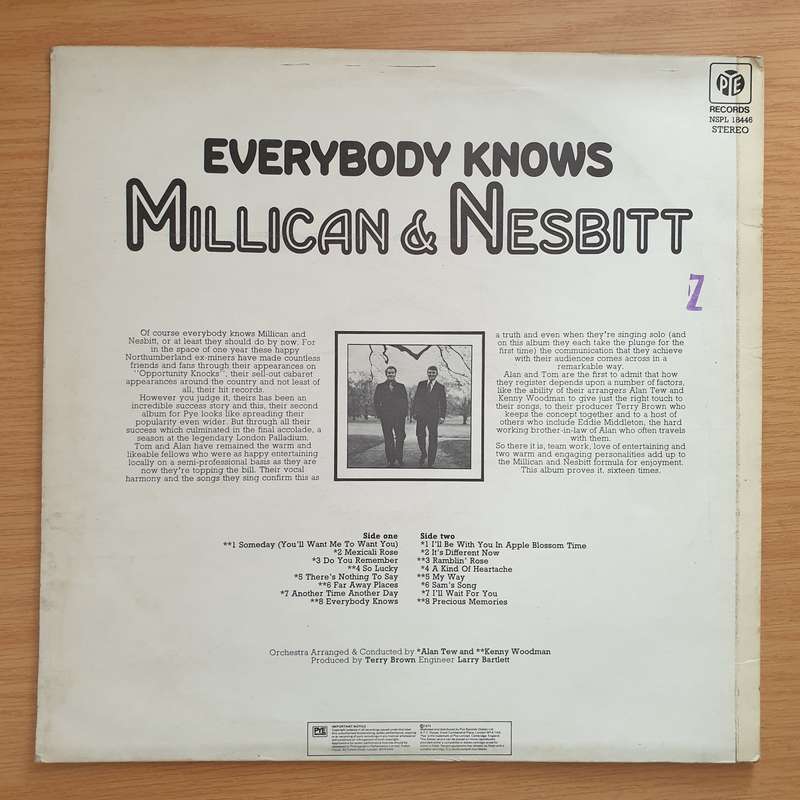 PYE
RECORDS
NSPL 18446
STEREO
EVERYBODY KNOWS
MILLICAN & NESBITT
Z
Of course everybody knows Millican and
Nesbitt, or at least they should do by now. For
in the space of one year these happy
Northumberland ex-miners have made countless
friends and fans through their appearances on
"Opportunity Knocks", their sell-out cabaret
appearances around the country and not least of
all, their hit records.
However you judge it, theirs has been an
incredible success story and this, their second
album for Pye looks like spreading their
popularity even wider. But through all their
success which culminated in the final accolade, a
season at the legendary London Palladium,
Tom and Alan have remained the warm and
likeable fellows who were as happy entertaining
locally on a semi-professional basis as they are
now they're topping the bill. Their vocal
harmony and the songs they sing confirm this as
a truth and even when they're singing solo (and
on this album they each take the plunge for the
first time) the communication that they achieve
with their audiences comes across in a
remarkable way.
Alan and Tom are the first to admit that how
they register depends upon a number of factors,
like the ability of their arrangers Alan Tew and
Kenny Woodman to give just the right touch to
their songs, to their producer Terry Brown who
keeps the concept together and to a host of
others who include Eddie Middleton, the hard
working brother-in-law of Alan who often travels
with them.
So there it is, team work, love of entertaining and
two warm and engaging personalities add up to
the Millican and Nesbitt formula for enjoyment.
This album proves it, sixteen times.
Side one
**1 Someday (You'll Want Me To Want You)
*2 Mexicali Rose
*3 Do You Remember
**4 So Lucky
*5 There's Nothing To Say
**6 Far Away Places
*7 Another Time Another Day
**8 Everybody Knows
Side two
*1 I'll Be With You In Apple Blossom Time
*2 It's Different Now
**3 Ramblin' Rose
*4 A Kind Of Heartache
**5 My Way
*6 Sam's Song
*7 I'll Wait For You
**8 Precious Memories
Orchestra Arranged & Conducted by *Alan Tew and **Kenny Woodman
Produced by Terry Brown Engineer Larry Bartlett
PYE
IMPORTANT NOTICE